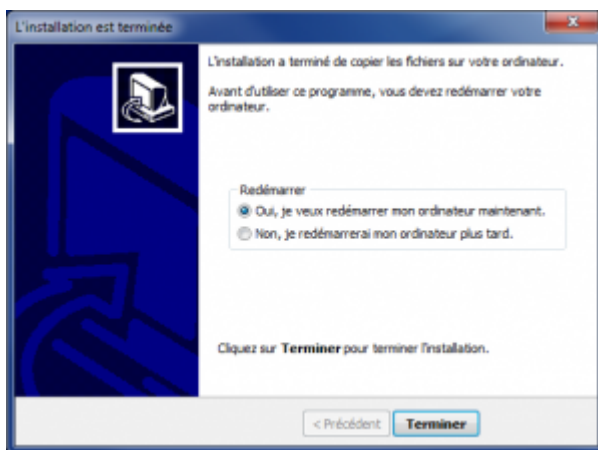 L'installation est terminée
L'installation a terminé de copier les fichiers sur votre ordinateur.
Avant d'utiliser ce programme, vous devez redémarrer votre
ordinateur.
Redémarrer
Oui, je veux redémarrer mon ordinateur maintenant.
Non, je redémarrerai mon ordinateur plus tard.
Cliquez sur Terminer pour terminer l'installation.
< Précédent Terminer